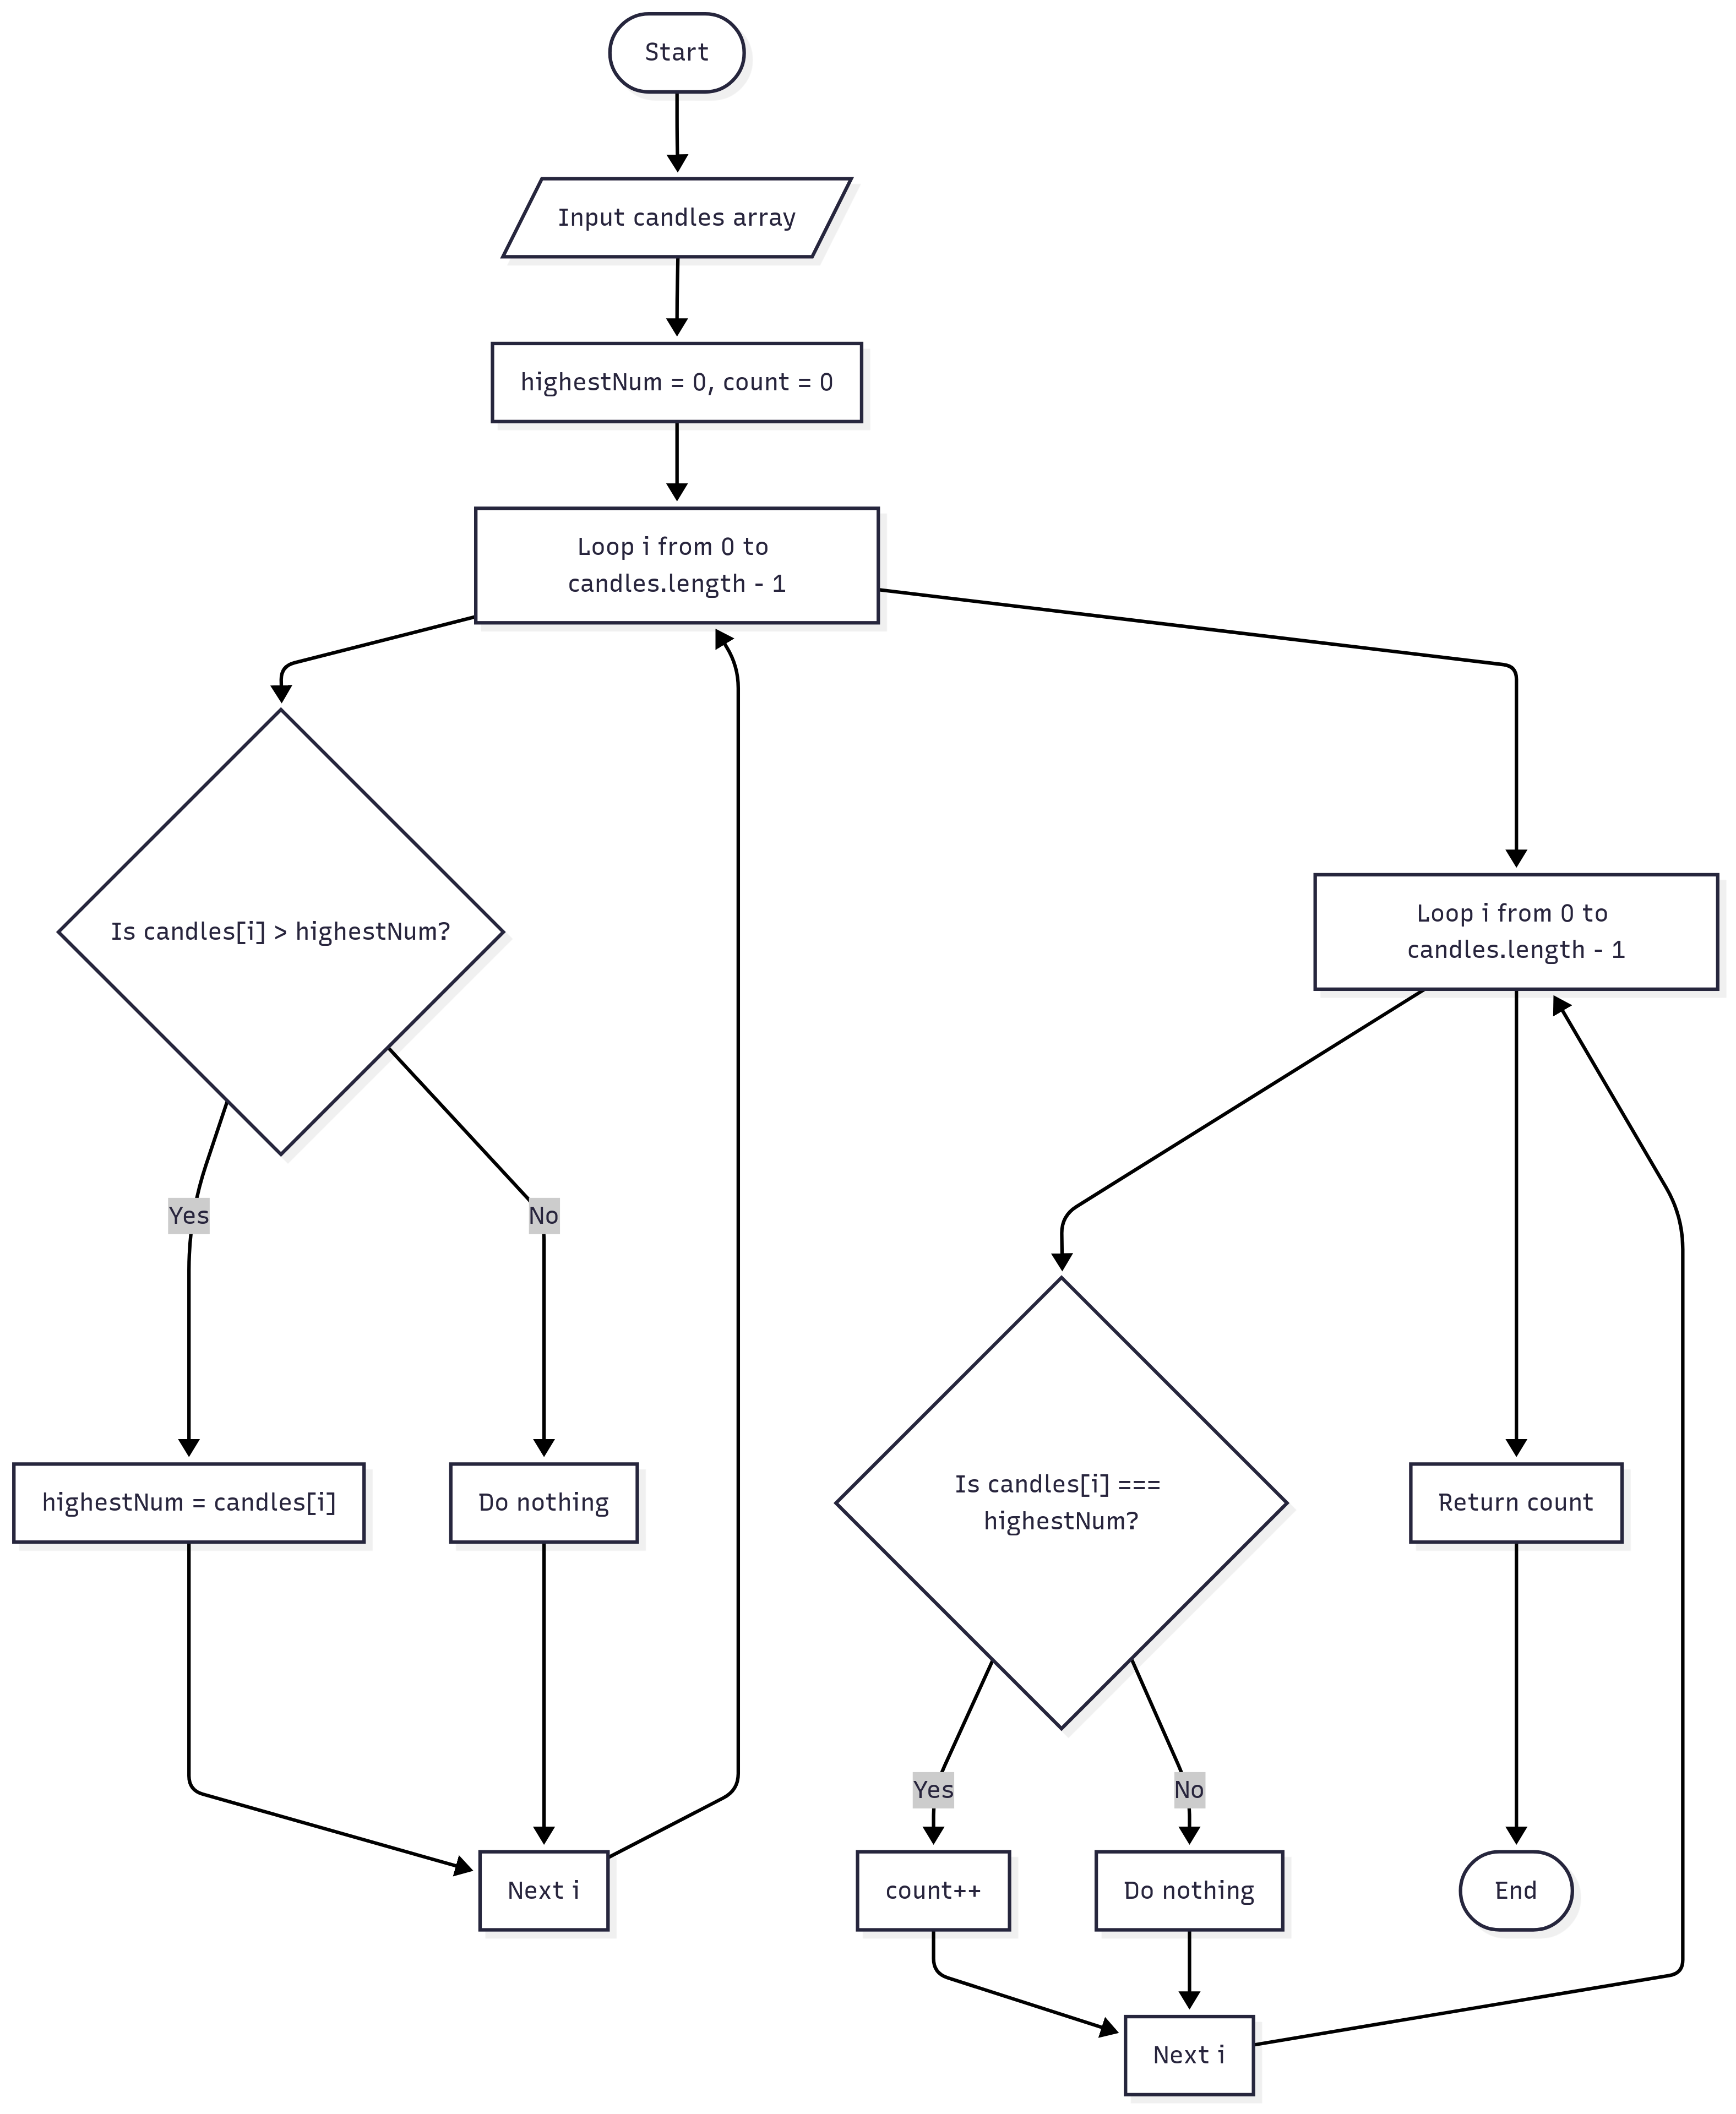 Start
Input candles array
highestNum = 0, count = 0
Loop i from 0 to
candles.length - 1
Is candles[i] > highestNum?
Yes
No
highestNum = candles[i]
Do nothing
Next i
Loop i from 0 to
candles.length - 1
Is candles[i] ===
highestNum?
Yes
No
count++
Do nothing
Next i
Return count
End